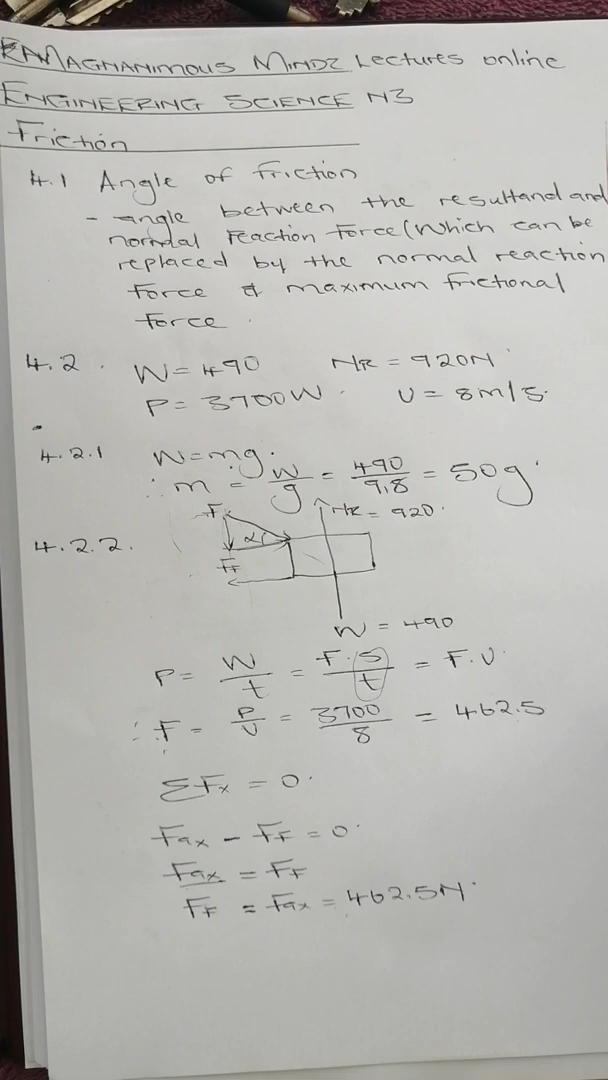 RAMAGNANIMOUS MINDZ Lectures online
ENGINEERING SCIENCE N3
Friction
4.1 Angle of friction
- angle between the resultand and
normdal reaction force (Which can be
replaced by the normal reaction
force & maximum frictional
force.
4.2. W = 490 NR = 920N
P = 3700W. U = 8m/s.
4.2.1 W = mg.
∴ m = W/g = 490/9,8 = 50g
F NR = 920.
4.2.2. α
FF
W = 490
P = W/t = F.S/t = F.U.
∴ F = P/U = 3700/8 = 462.5
ΣFx = 0.
Fax - FF = 0.
Fax = FF
FF = Fax = 462.5N.